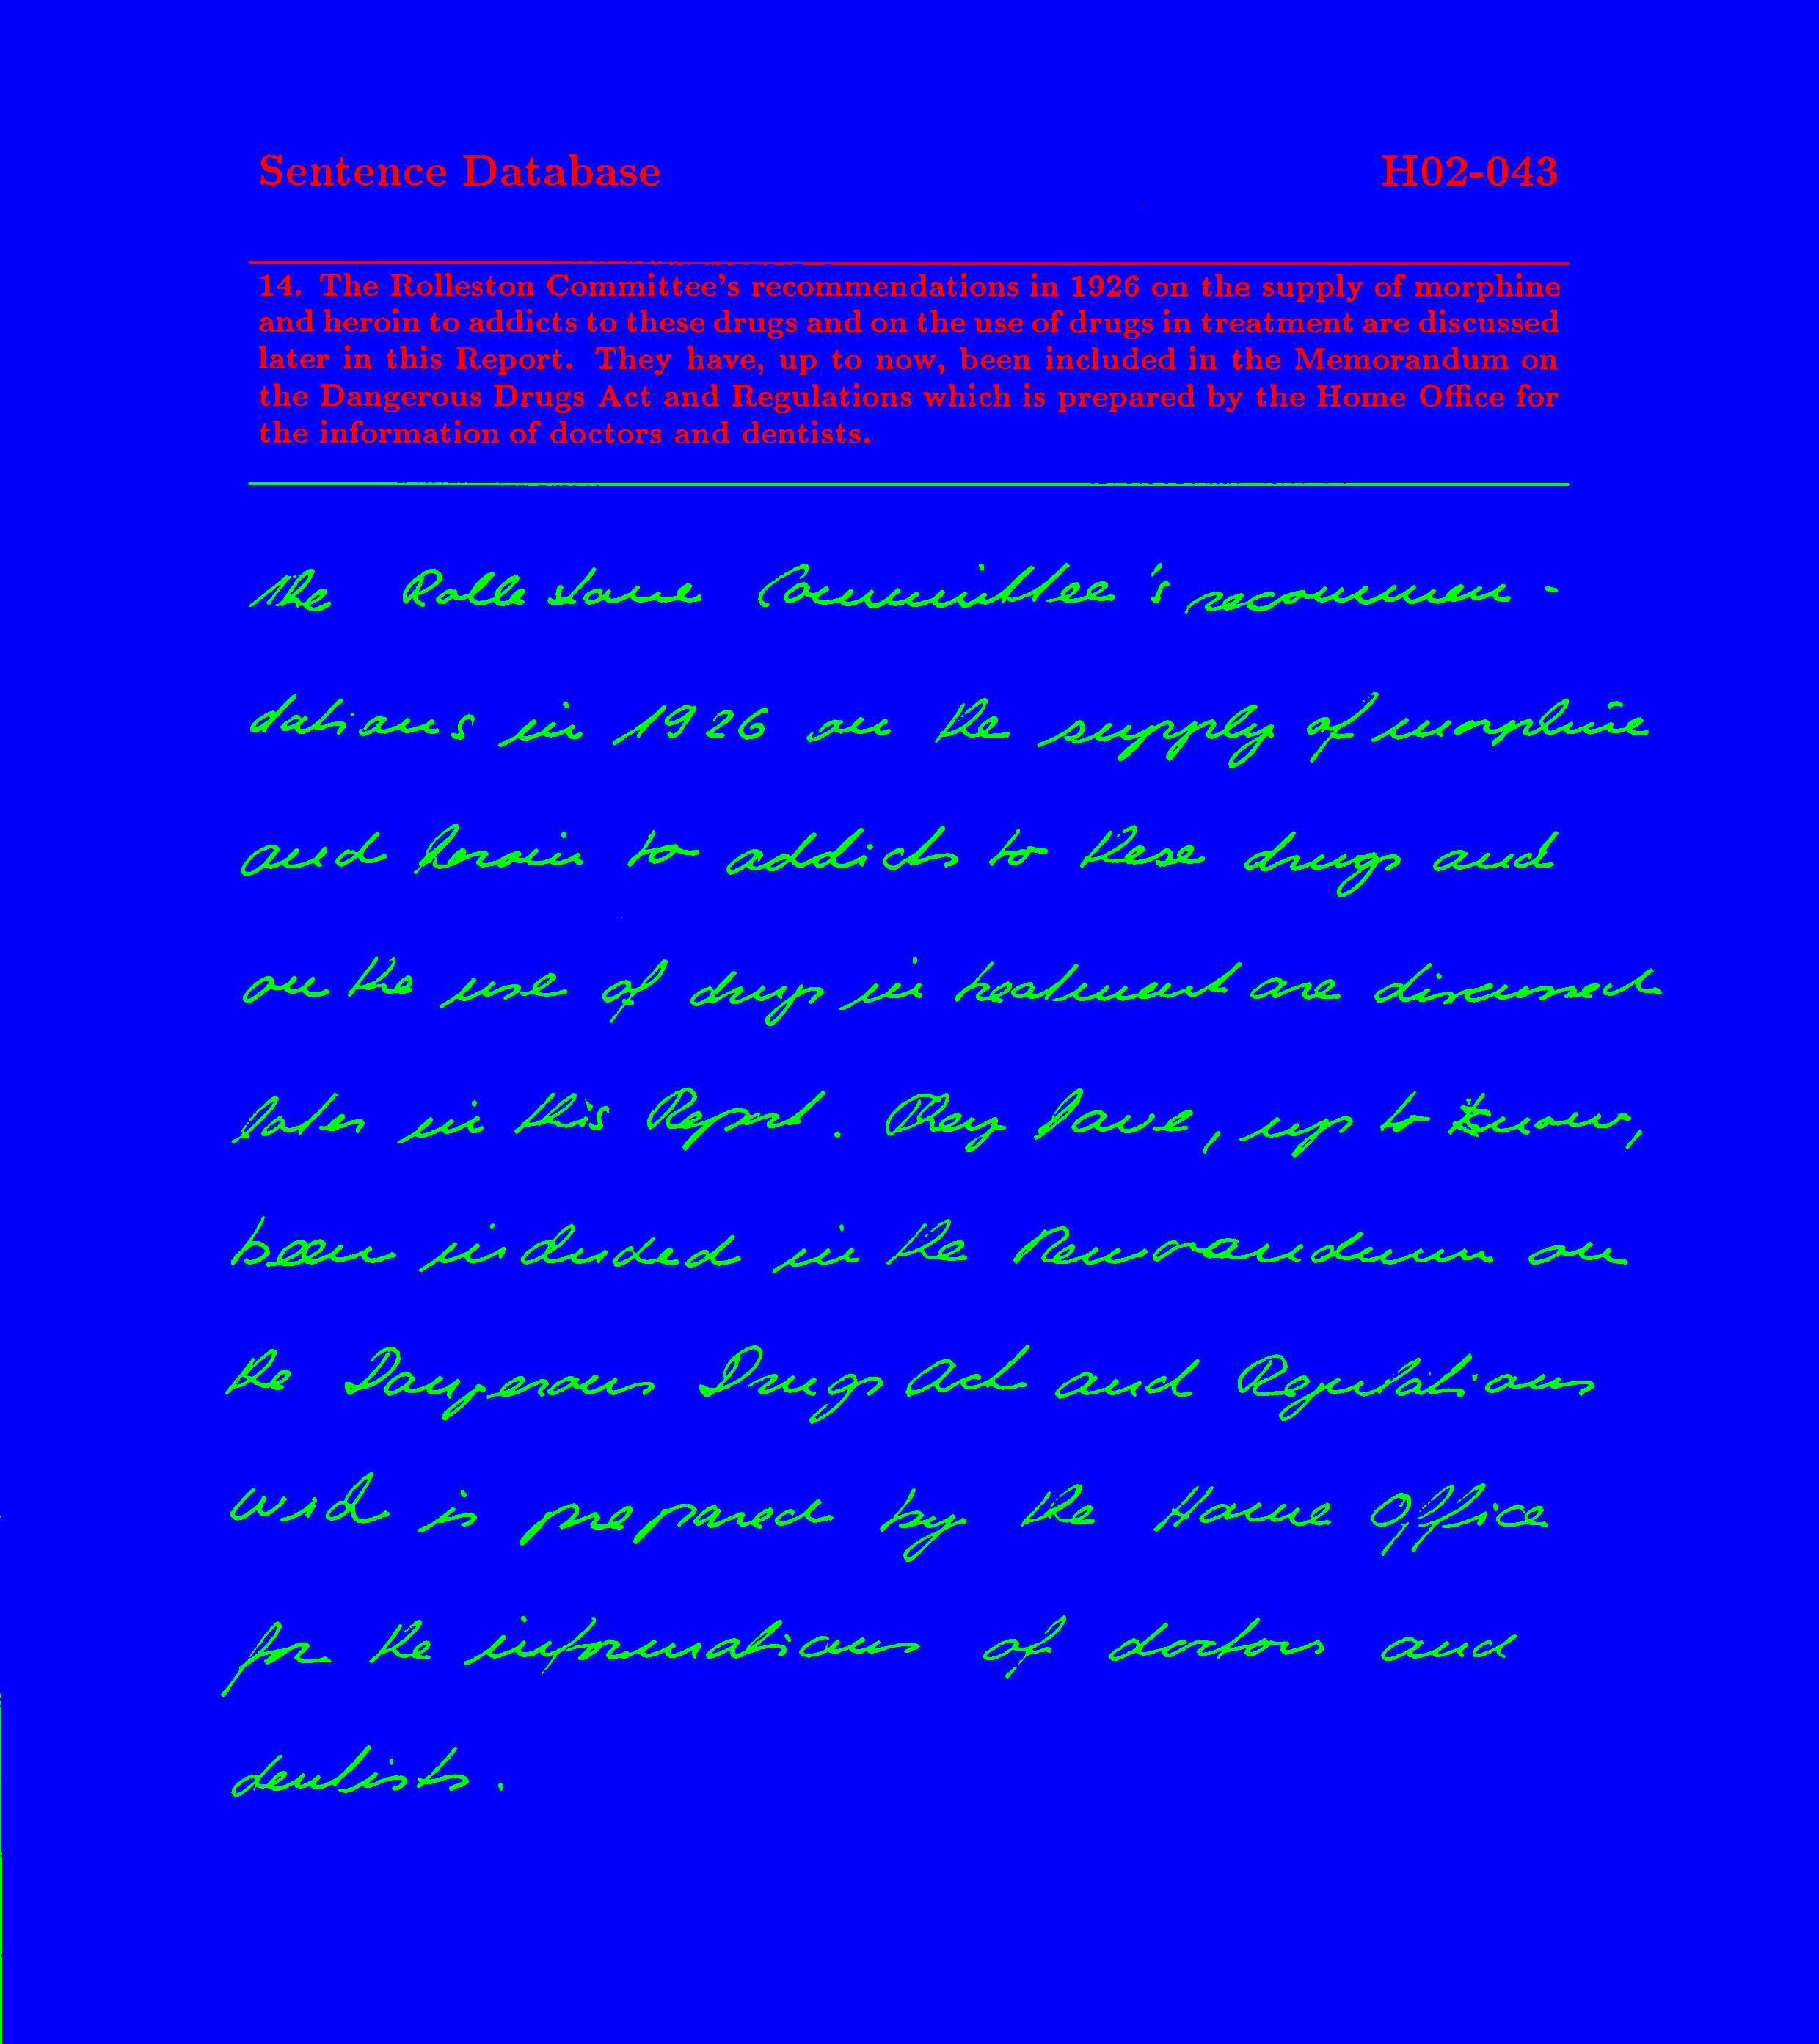 Sentence Database H02-043
14. The Rolleston Committee's recommendations in 1926 on the supply of morphine
and heroin to addicts to these drugs and on the use of drugs in treatment are discussed
later in this Report. They have, up to now, been included in the Memorandum on
the Dangerous Drugs Act and Regulations which is prepared by the Home Office for
the information of doctors and dentists.
The Rollestone Committee's recommen-
dations in 1926 on the supply of morphine
and heroin to addicts to these drugs and
on the use of drugs in treatment are discussed
later in this Report. They have, up to now,
been included in the Memorandum on
the Dangerous Drugs Act and Regulations
wich is prepared by the Home Office
for the informations of doctors and
dentists.